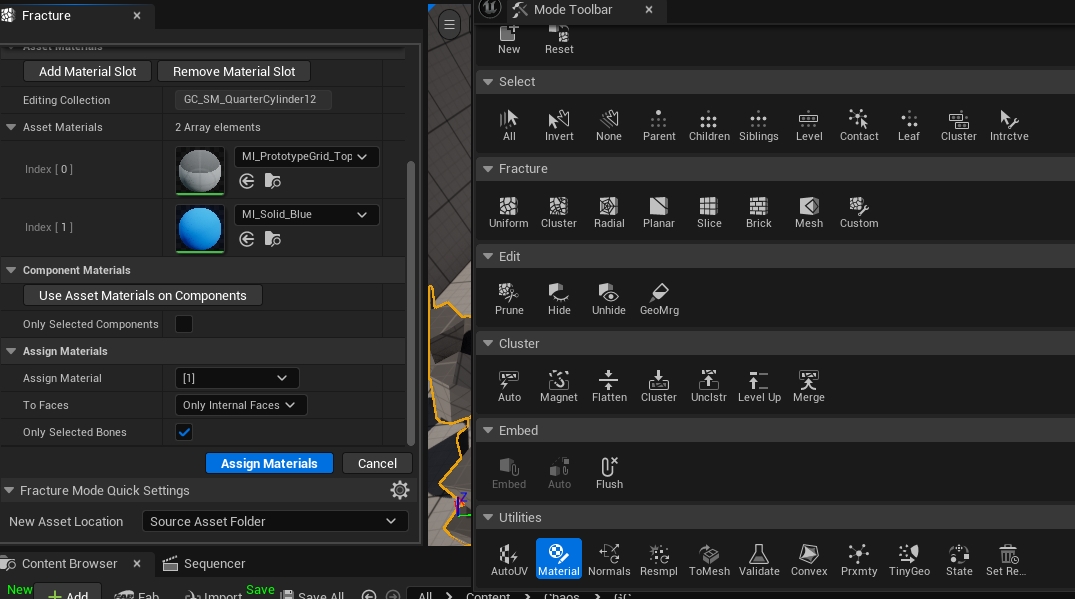 Fracture
Asset Materials
Add Material Slot
Remove Material Slot
Editing Collection
GC_SM_QuarterCylinder12
Asset Materials
2 Array elements
Index [ 0 ]
MI_PrototypeGrid_Top
Index [ 1 ]
MI_Solid_Blue
Component Materials
Use Asset Materials on Components
Only Selected Components
Assign Materials
Assign Material
[1]
To Faces
Only Internal Faces
Only Selected Bones
Assign Materials
Cancel
Fracture Mode Quick Settings
New Asset Location
Source Asset Folder
Content Browser
Sequencer
New
Add
Fab
Import
Save
Save All
All
Content
Chaos
GC
Z
Mode Toolbar
New
Reset
Select
All
Invert
None
Parent
Children
Siblings
Level
Contact
Leaf
Cluster
Intrctve
Fracture
Uniform
Cluster
Radial
Planar
Slice
Brick
Mesh
Custom
Edit
Prune
Hide
Unhide
GeoMrg
Cluster
Auto
Magnet
Flatten
Cluster
Unclstr
Level Up
Merge
Embed
Embed
Auto
Flush
Utilities
AutoUV
Material
Normals
Resmpl
ToMesh
Validate
Convex
Prxmty
TinyGeo
State
Set Re...